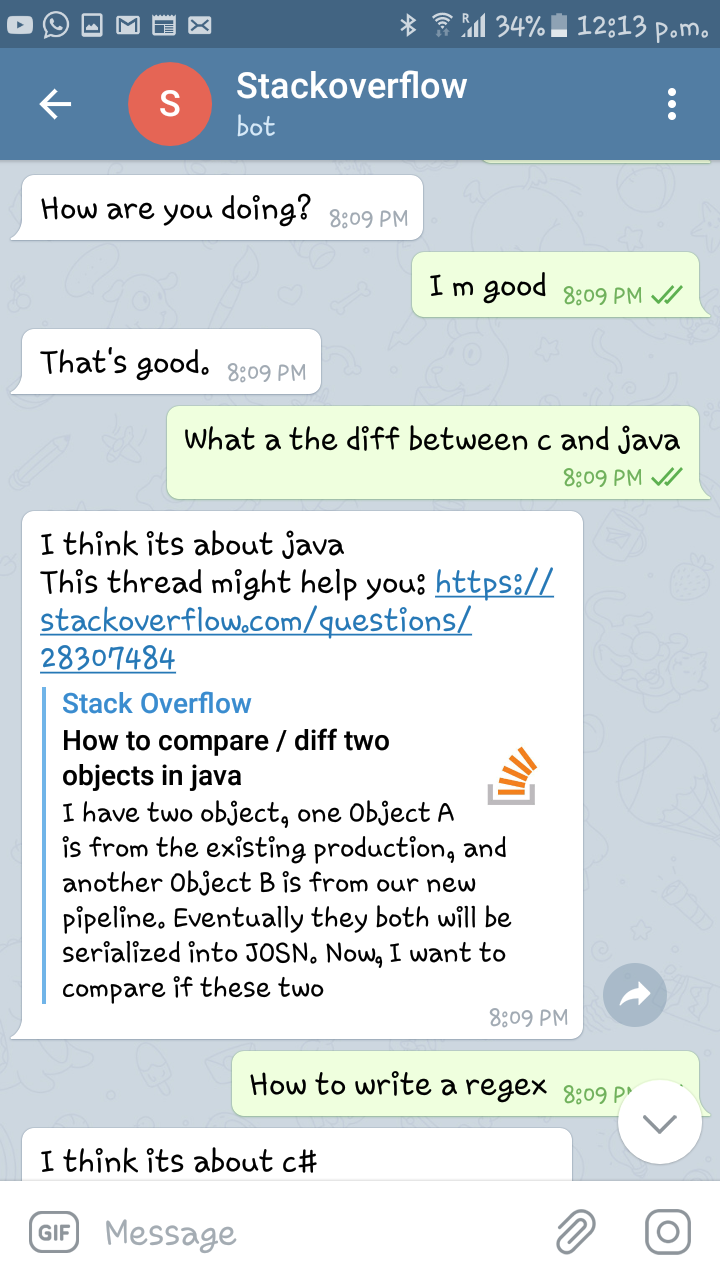 R 34% 12:13 p.m.
S
Stackoverflow
bot
How are you doing? 8:09 PM
I m good 8:09 PM
That's good. 8:09 PM
What a the diff between c and java
8:09 PM
I think its about java
This thread might help you: https://
stackoverflow.com/questions/
28307484
Stack Overflow
How to compare / diff two
objects in java
I have two object, one Object A
is from the existing production, and
another Object B is from our new
pipeline. Eventually they both will be
serialized into JOSN. Now, I want to
compare if these two
8:09 PM
How to write a regex 8:09 PM
I think its about c#
GIF Message